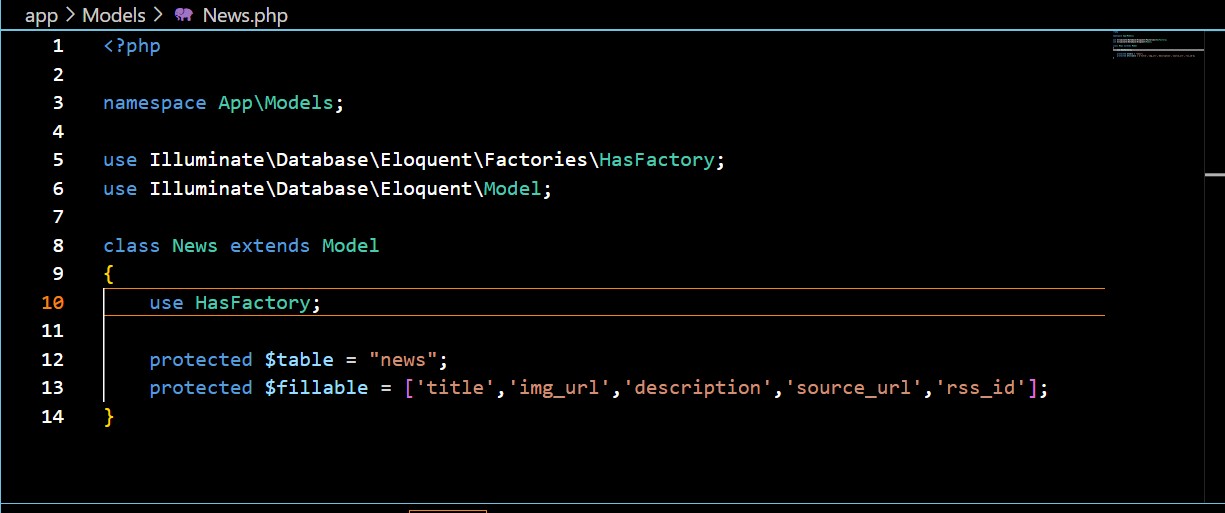 app > Models > News.php
1 <?php
2
3 namespace App\Models;
4
5 use Illuminate\Database\Eloquent\Factories\HasFactory;
6 use Illuminate\Database\Eloquent\Model;
7
8 class News extends Model
9 {
10     use HasFactory;
11
12     protected $table = "news";
13     protected $fillable = ['title','img_url','description','source_url','rss_id'];
14 }